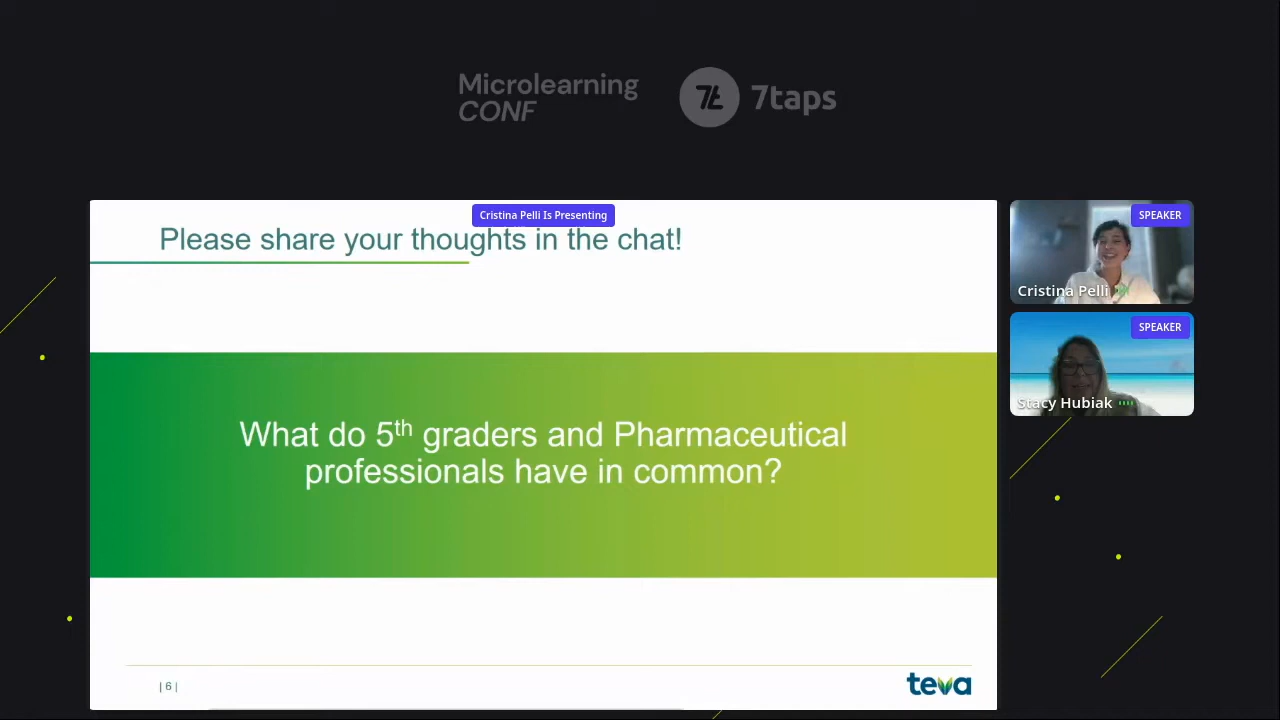 Microlearning
CONF
7taps
Cristina Pelli Is Presenting
Please share your thoughts in the chat!
What do 5th graders and Pharmaceutical
professionals have in common?
| 6 |
teva
SPEAKER
Cristina Pelli
SPEAKER
Stacy Hubiak